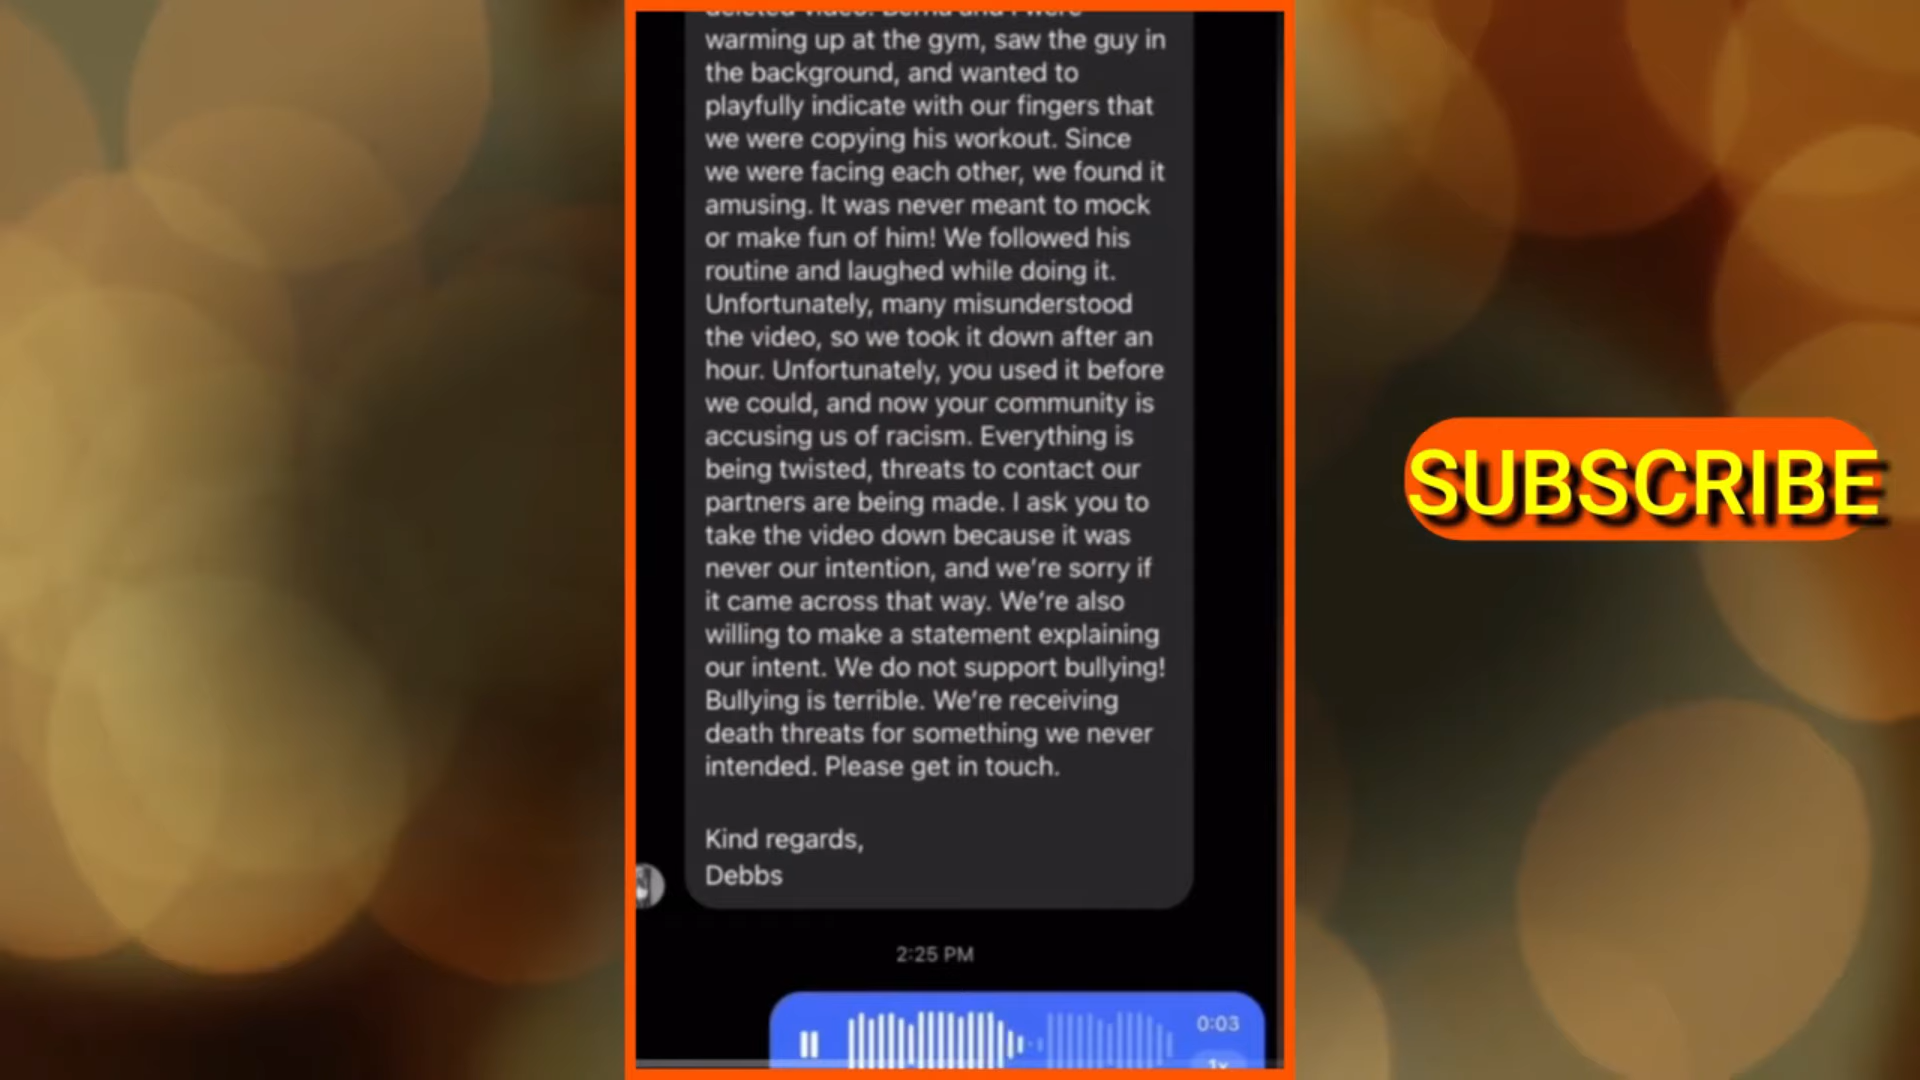 deleted video. Berna and I were
warming up at the gym, saw the guy in
the background, and wanted to
playfully indicate with our fingers that
we were copying his workout. Since
we were facing each other, we found it
amusing. It was never meant to mock
or make fun of him! We followed his
routine and laughed while doing it.
Unfortunately, many misunderstood
the video, so we took it down after an
hour. Unfortunately, you used it before
we could, and now your community is
accusing us of racism. Everything is
being twisted, threats to contact our
partners are being made. I ask you to
take the video down because it was
never our intention, and we’re sorry if
it came across that way. We’re also
willing to make a statement explaining
our intent. We do not support bullying!
Bullying is terrible. We’re receiving
death threats for something we never
intended. Please get in touch.
Kind regards,
Debbs
2:25 PM
0:03
1x
SUBSCRIBE